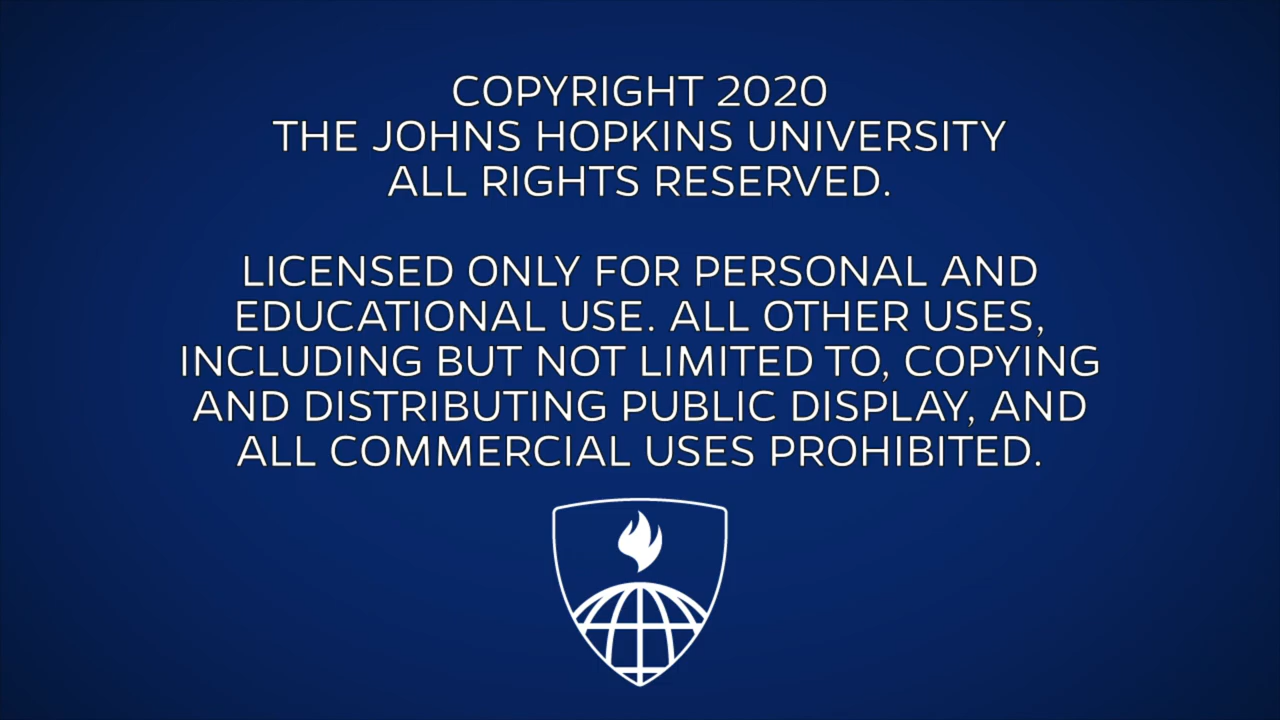 COPYRIGHT 2020
THE JOHNS HOPKINS UNIVERSITY
ALL RIGHTS RESERVED.
LICENSED ONLY FOR PERSONAL AND
EDUCATIONAL USE. ALL OTHER USES,
INCLUDING BUT NOT LIMITED TO, COPYING
AND DISTRIBUTING PUBLIC DISPLAY, AND
ALL COMMERCIAL USES PROHIBITED.